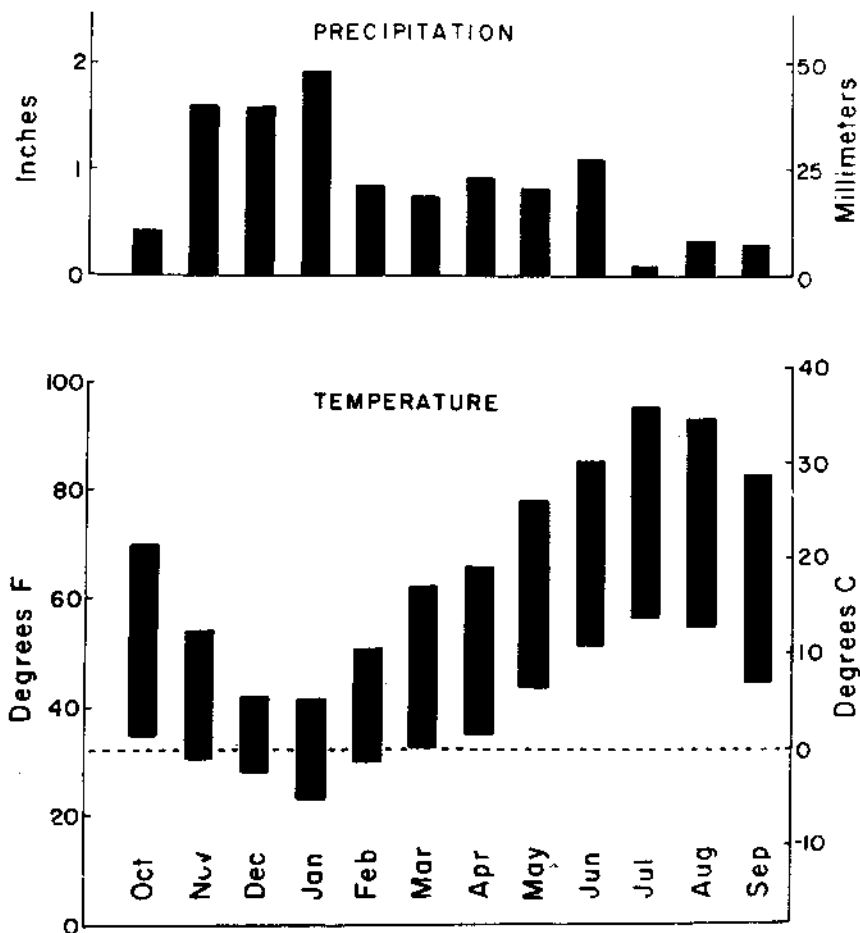 PRECIPITATION
Inches
2
1
0
Millimeters
50
25
0
TEMPERATURE
Degrees F
100
80
60
40
20
0
Degrees C
40
30
20
10
0
-10
Oct
Nov
Dec
Jan
Feb
Mar
Apr
May
Jun
Jul
Aug
Sep